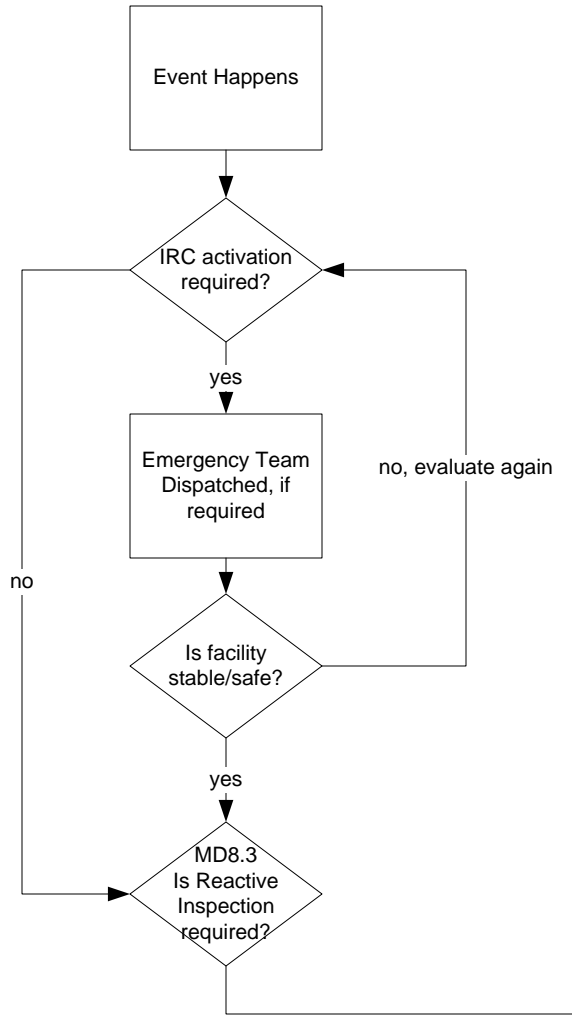 Event Happens
IRC activation
required?
yes
Emergency Team
Dispatched, if
required
no, evaluate again
no
Is facility
stable/safe?
yes
MD8.3
Is Reactive
Inspection
required?